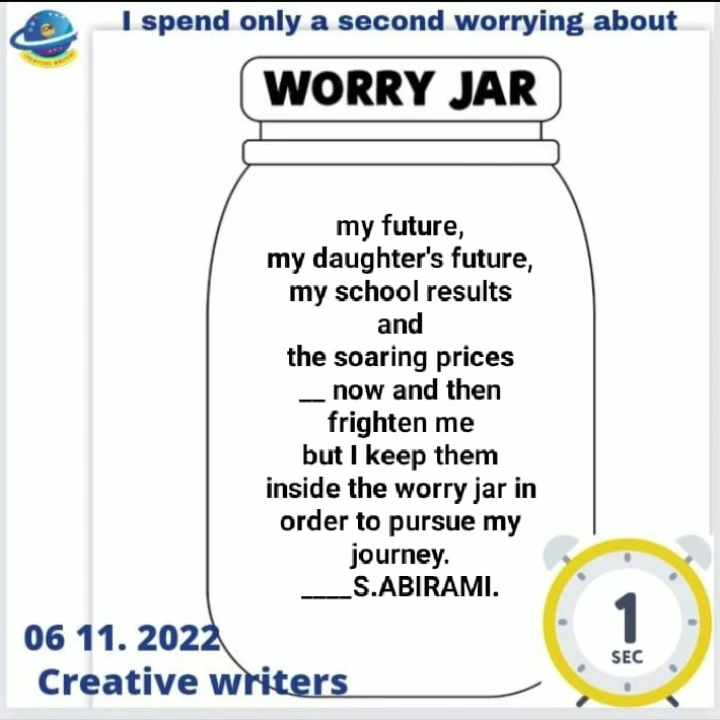 I spend only a second worrying about
WORRY JAR
my future,
my daughter's future,
my school results
and
the soaring prices
__ now and then
frighten me
but I keep them
inside the worry jar in
order to pursue my
journey.
____S.ABIRAMI.
1
SEC
06 11. 2022
Creative writers